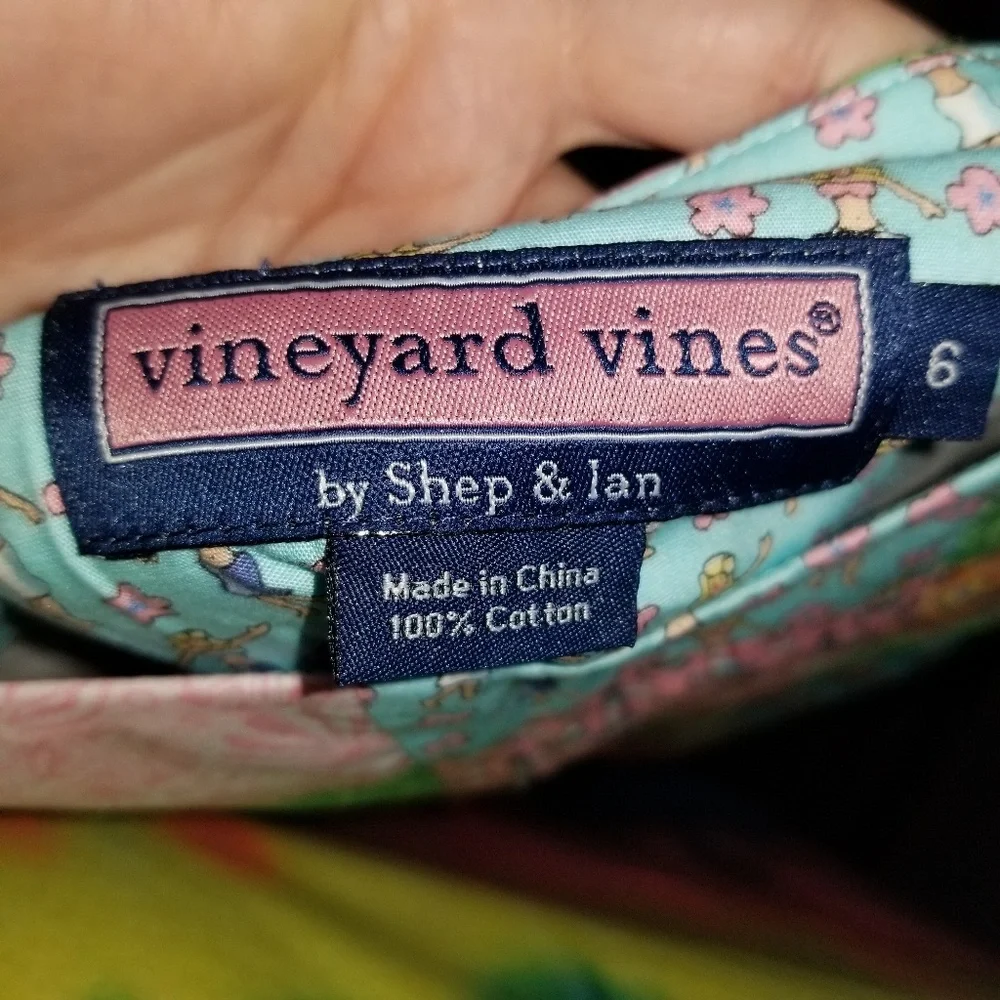 vineyard vines®
6
by Shep & Ian
Made in China
100% Cotton